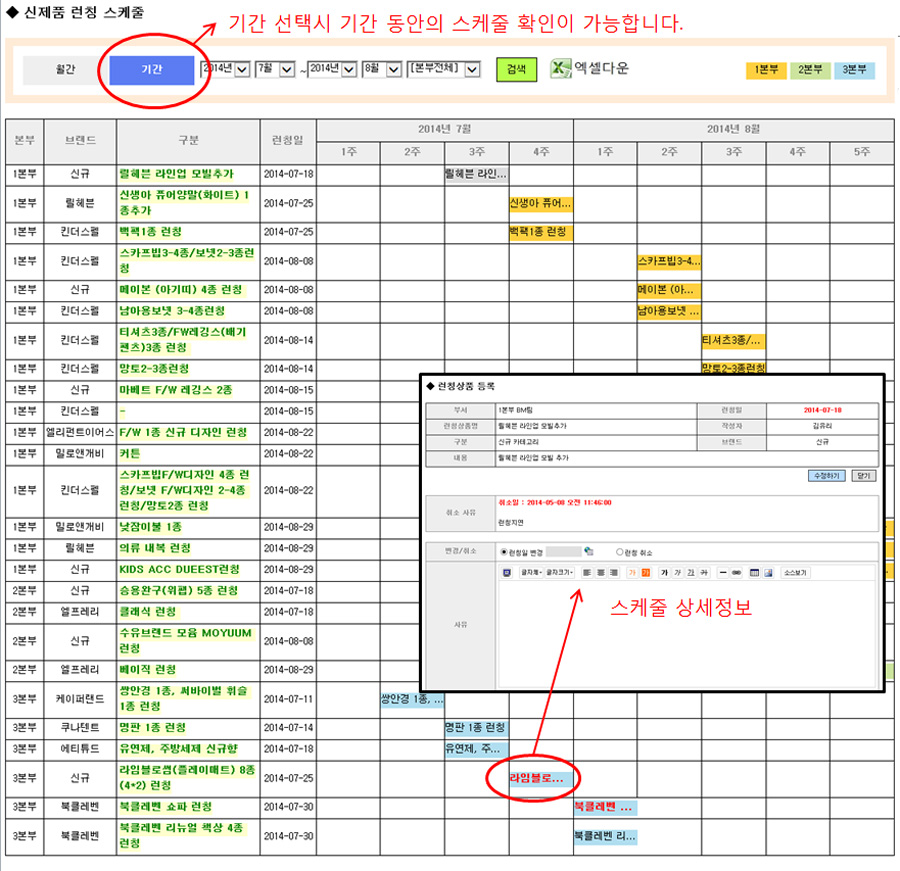 ◆ 신제품 런칭 스케줄
기간 선택시 기간 동안의 스케줄 확인이 가능합니다.
월간 기간 2014년 7월 ~ 2014년 8월 [본부전체] 검색 엑셀다운 1본부 2본부 3본부
본부 브랜드 구분 런칭일 2014년 7월 2014년 8월
1주 2주 3주 4주 1주 2주 3주 4주 5주
1본부 신규 릴헤븐 라인업 모빌추가 2014-07-18 릴헤븐 라인...
1본부 릴헤븐 신생아 퓨어양말(화이트) 1종추가 2014-07-25 신생아 퓨어...
1본부 킨더스펠 백팩1종 런칭 2014-07-25 백팩1종 런칭
1본부 킨더스펠 스카프빕3-4종/보넷2-3종런칭 2014-08-08 스카프빕3-4...
1본부 신규 메이본 (아기띠) 4종 런칭 2014-08-08 메이본 (아...
1본부 킨더스펠 남아용보넷 3-4종런칭 2014-08-08 남아용보넷 ...
1본부 킨더스펠 티셔츠3종/FW레깅스(배기팬츠)3종 런칭 2014-08-14 티셔츠3종/...
1본부 킨더스펠 망토2-3종런칭 2014-08-14 망토2-3종런칭
1본부 신규 마베트 F/W 레깅스 2종 2014-08-15
1본부 킨더스펠 - 2014-08-15
1본부 엘리펀트이어스 F/W 1종 신규 디자인 런칭 2014-08-22
1본부 밀로앤개비 커튼 2014-08-22
1본부 킨더스펠 스카프빕F/W디자인 4종 런칭/보넷 F/W디자인 2-4종 런칭/망토2종 런칭 2014-08-22
1본부 밀로앤개비 낮잠이불 1종 2014-08-29
1본부 릴헤븐 의류 내복 런칭 2014-08-29
1본부 신규 KIDS ACC DUEEST런칭 2014-08-29
2본부 신규 승용완구(위랩) 5종 런칭 2014-07-18
2본부 엘프레리 클래식 런칭 2014-07-18
2본부 신규 수유브랜드 모윰 MOYUUM 런칭 2014-08-08
2본부 엘프레리 베이직 런칭 2014-08-29
3본부 케이퍼랜드 쌍안경 1종, 써바이벌 휘슬 1종 런칭 2014-07-11 쌍안경 1종, ...
3본부 쿠나텐트 명판 1종 런칭 2014-07-14 명판 1종 런칭
3본부 에티튜드 유연제, 주방세제 신규향 2014-07-18 유연제, 주...
3본부 신규 라임블로썸(플레이매트) 8종(4*2) 런칭 2014-07-25 라임블로...
3본부 북클레벤 쇼파 런칭 2014-07-30 북클레벤 ...
3본부 북클레벤 북클레벤 리뉴얼 책상 4종 런칭 2014-07-30 북클레벤 리...
◆ 런칭상품 등록
부서 1본부 BM팀 런칭일 2014-07-18
런칭상품명 릴헤븐 라인업 모빌추가 작성자 김유리
구분 신규 카테고리 브랜드 신규
내용 릴헤븐 라인업 모빌 추가
수정하기 닫기
취소 사유 취소일 : 2014-05-08 오전 11:46:00
런칭지연
변경/취소 런칭일 변경 런칭 취소
글자체 글자크기 가 가 가 가 가 가 소스보기
사유
스케줄 상세정보